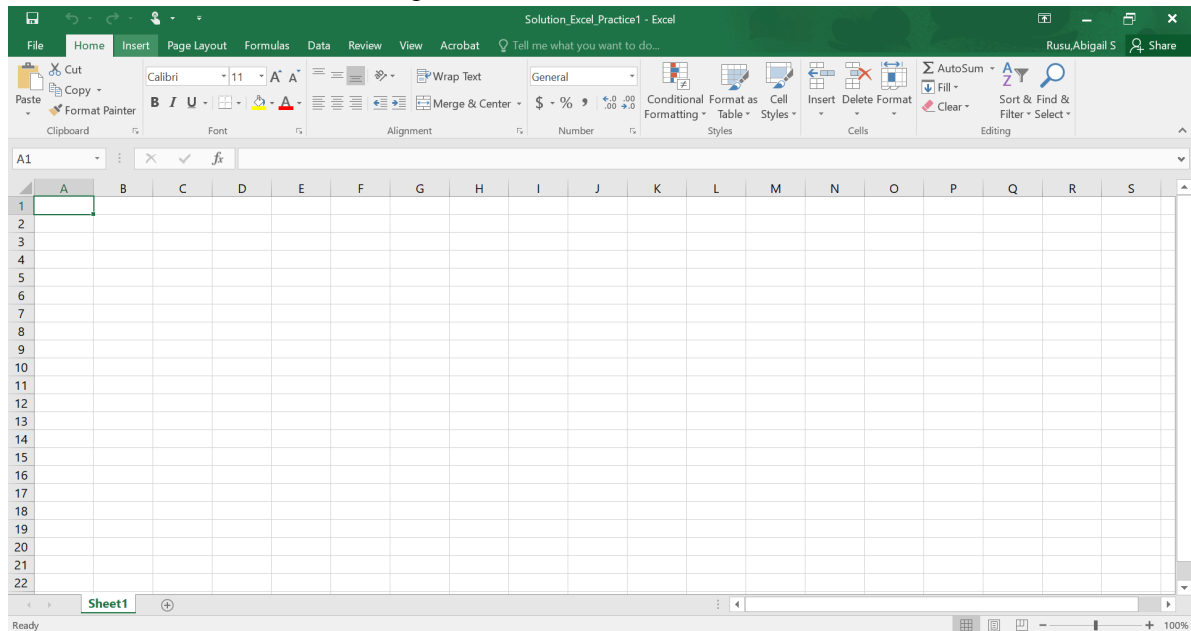 Solution_Excel_Practice1 - Excel
File Home Insert Page Layout Formulas Data Review View Acrobat Tell me what you want to do... Rusu,Abigail S Share
Cut
Copy
Format Painter
Paste
Clipboard
Calibri 11 A A
B I U A
Font
Wrap Text
Merge & Center
Alignment
General
$ % , .0 .00 .00 .0
Number
Conditional Formatting
Format as Table
Cell Styles
Styles
Insert Delete Format
Cells
AutoSum
Fill
Clear
Sort & Filter
Find & Select
Editing
A1 fx
A B C D E F G H I J K L M N O P Q R S
1
2
3
4
5
6
7
8
9
10
11
12
13
14
15
16
17
18
19
20
21
22
Sheet1
Ready 100%